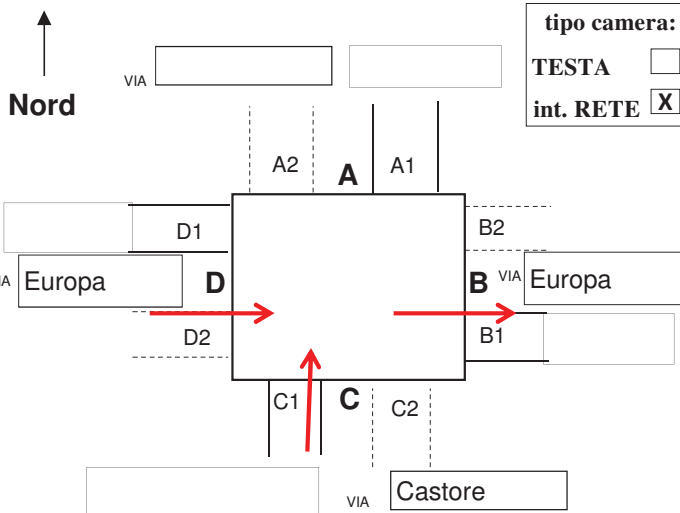 tipo camera:
TESTA
int. RETE X
Nord
VIA
A2
A
A1
D1
B2
VIA Europa
D
B
VIA Europa
D2
B1
C1
C
C2
VIA
Castore